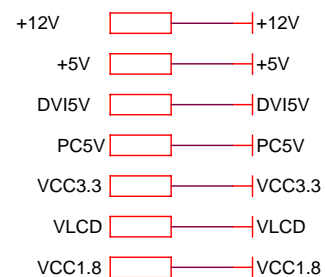 +12V +12V
+5V +5V
DVI5V DVI5V
PC5V PC5V
VCC3.3 VCC3.3
VLCD VLCD
VCC1.8 VCC1.8